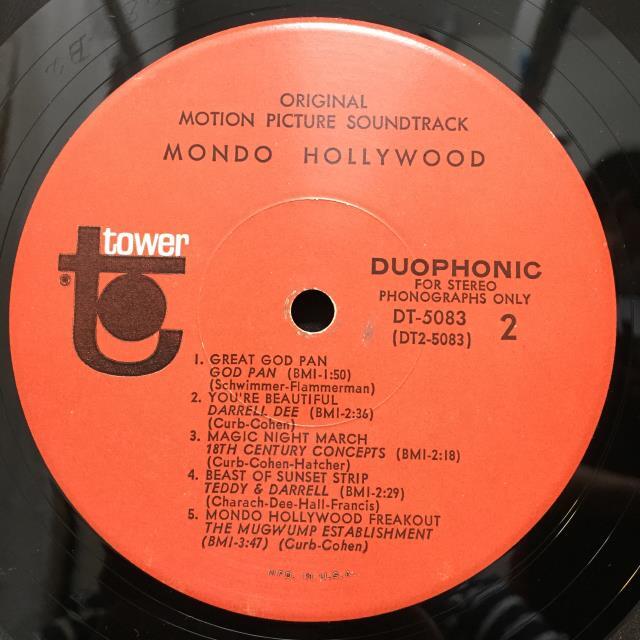 ORIGINAL
MOTION PICTURE SOUNDTRACK
MONDO HOLLYWOOD
tower
®
DUOPHONIC
FOR STEREO
PHONOGRAPHS ONLY
DT-5083
(DT2-5083)
2
1. GREAT GOD PAN
GOD PAN (BMI-1:50)
(Schwimmer-Flammerman)
2. YOU'RE BEAUTIFUL
DARRELL DEE (BMI-2:36)
(Curb-Cohen)
3. MAGIC NIGHT MARCH
18TH CENTURY CONCEPTS (BMI-2:18)
(Curb-Cohen-Hatcher)
4. BEAST OF SUNSET STRIP
TEDDY & DARRELL (BMI-2:29)
(Charach-Dee-Hall-Francis)
5. MONDO HOLLYWOOD FREAKOUT
THE MUGWUMP ESTABLISHMENT
(BMI-3:47) (Curb-Cohen)
MFD. IN U.S.A.